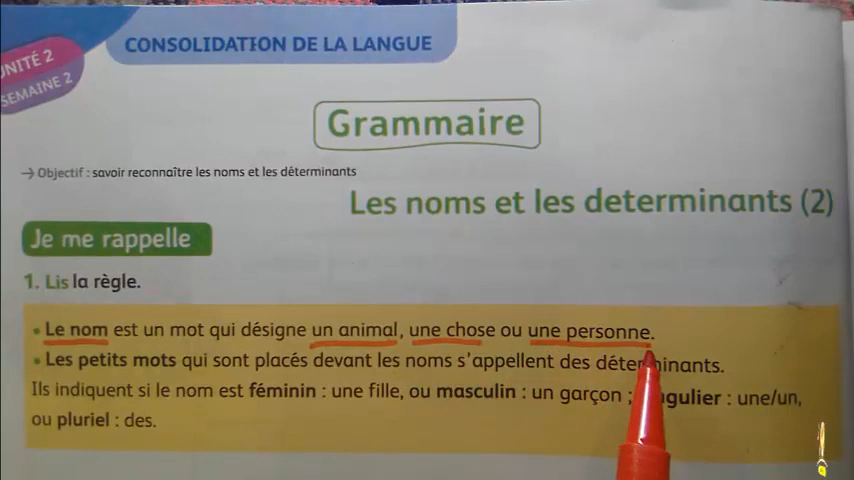 UNITÉ 2
SEMAINE 2
CONSOLIDATION DE LA LANGUE
Grammaire
→ Objectif : savoir reconnaître les noms et les déterminants
Les noms et les determinants (2)
Je me rappelle
1. Lis la règle.
• Le nom est un mot qui désigne un animal, une chose ou une personne.
• Les petits mots qui sont placés devant les noms s'appellent des déterminants.
Ils indiquent si le nom est féminin : une fille, ou masculin : un garçon ; singulier : une/un,
ou pluriel : des.